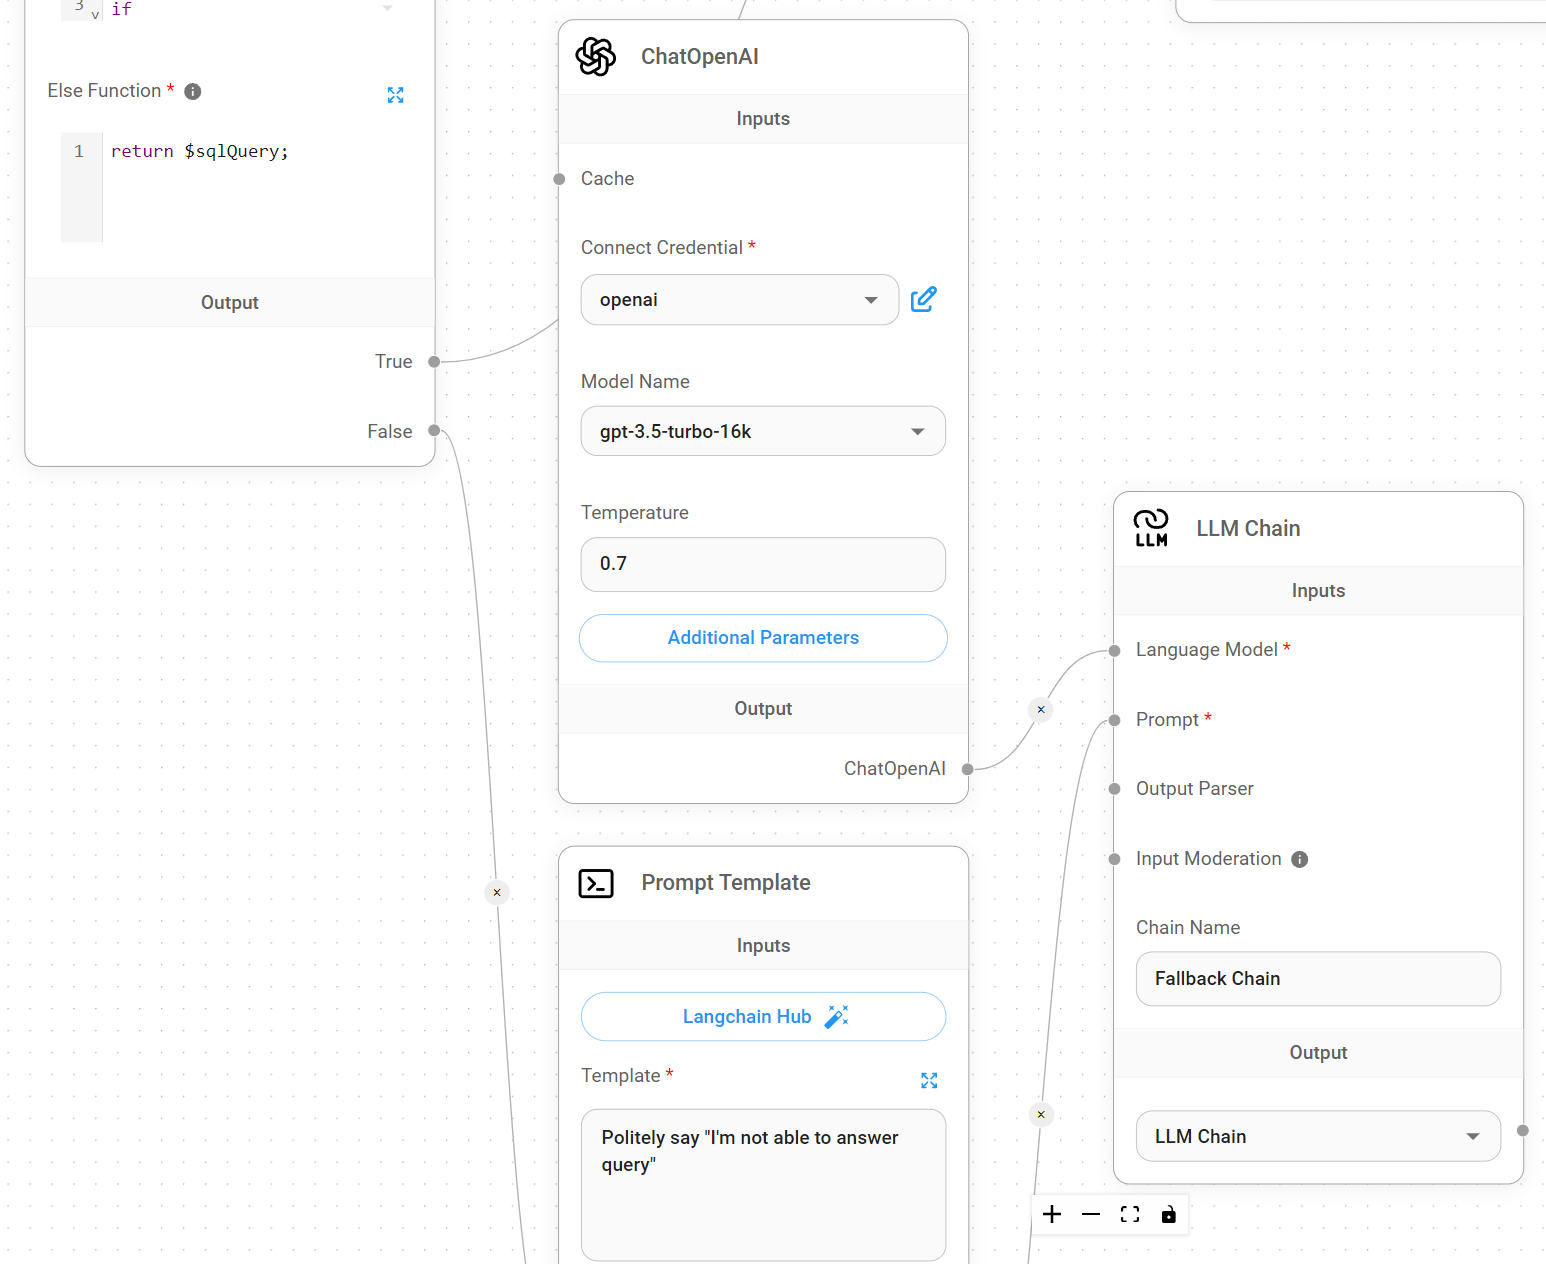 3
if
Else Function *
1
return $sqlQuery;
Output
True
False
ChatOpenAI
Inputs
Cache
Connect Credential *
openai
Model Name
gpt-3.5-turbo-16k
Temperature
0.7
Additional Parameters
Output
ChatOpenAI
Prompt Template
Inputs
Langchain Hub
Template *
Politely say "I'm not able to answer
query"
LLM
LLM Chain
Inputs
Language Model *
Prompt *
Output Parser
Input Moderation
Chain Name
Fallback Chain
Output
LLM Chain